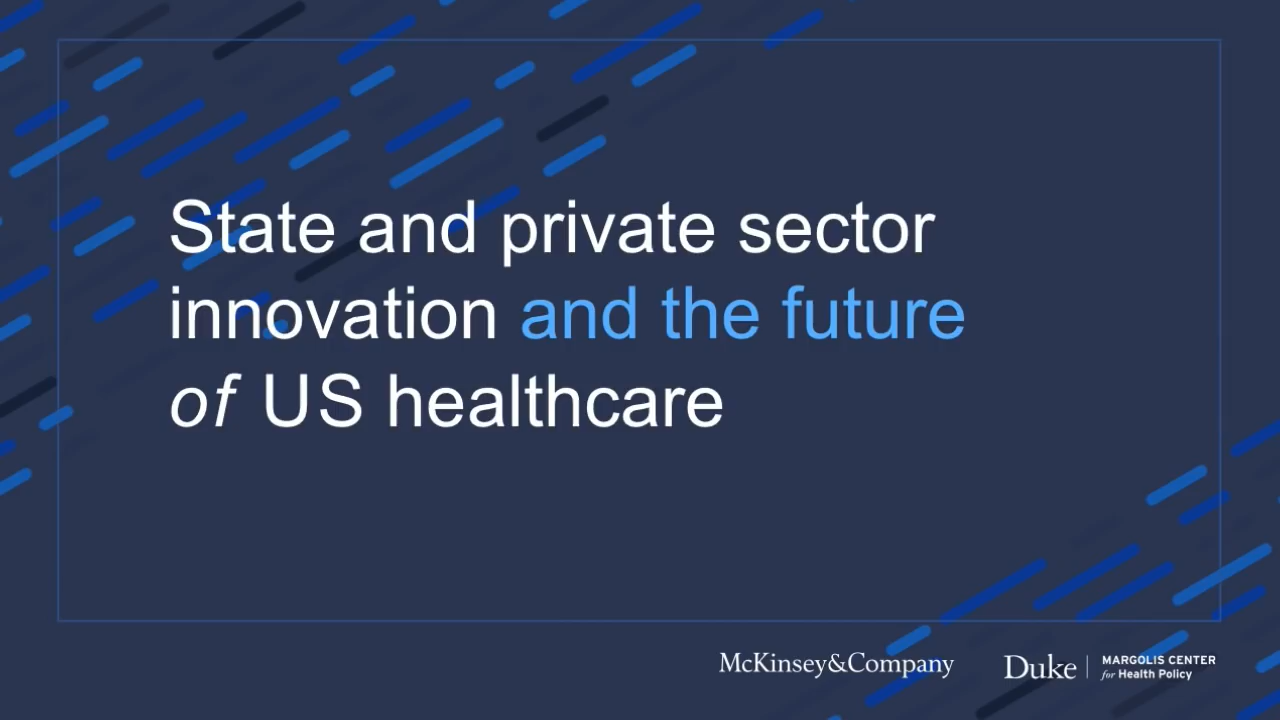 State and private sector
innovation and the future
of US healthcare
McKinsey&Company
Duke
MARGOLIS CENTER
for Health Policy